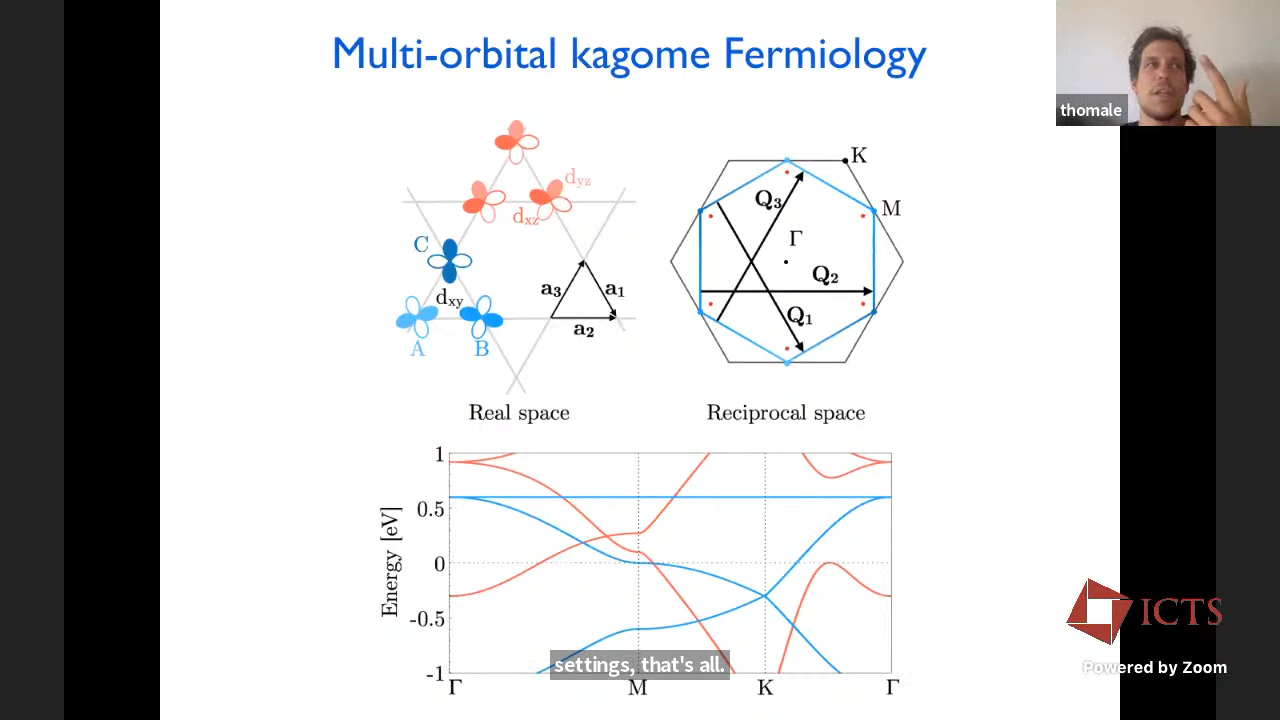 Multi-orbital kagome Fermiology
thomale
d_yz
d_xz
C
d_xy
A
B
a_3
a_1
a_2
Real space
K
Q_3
M
Γ
Q_2
Q_1
Reciprocal space
Energy [eV]
1
0.5
0
-0.5
-1
Γ
M
K
Γ
settings, that's all.
ICTS
Powered by Zoom